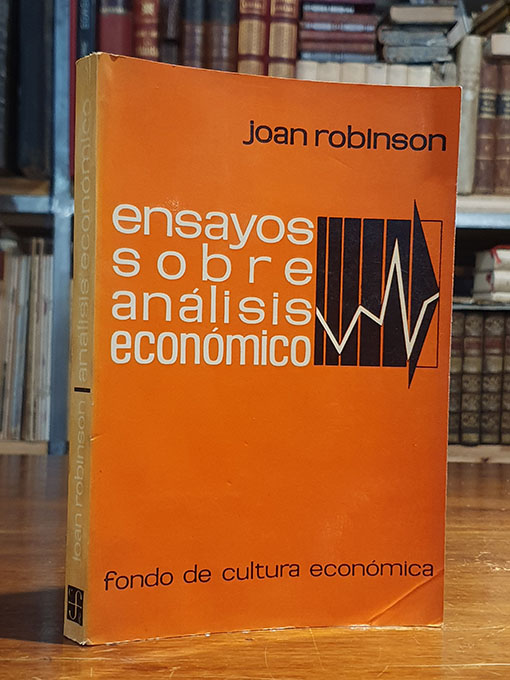 joan robinson
ensayos
sobre
análisis
económico
fondo de cultura económica
joan robinson | análisis económico